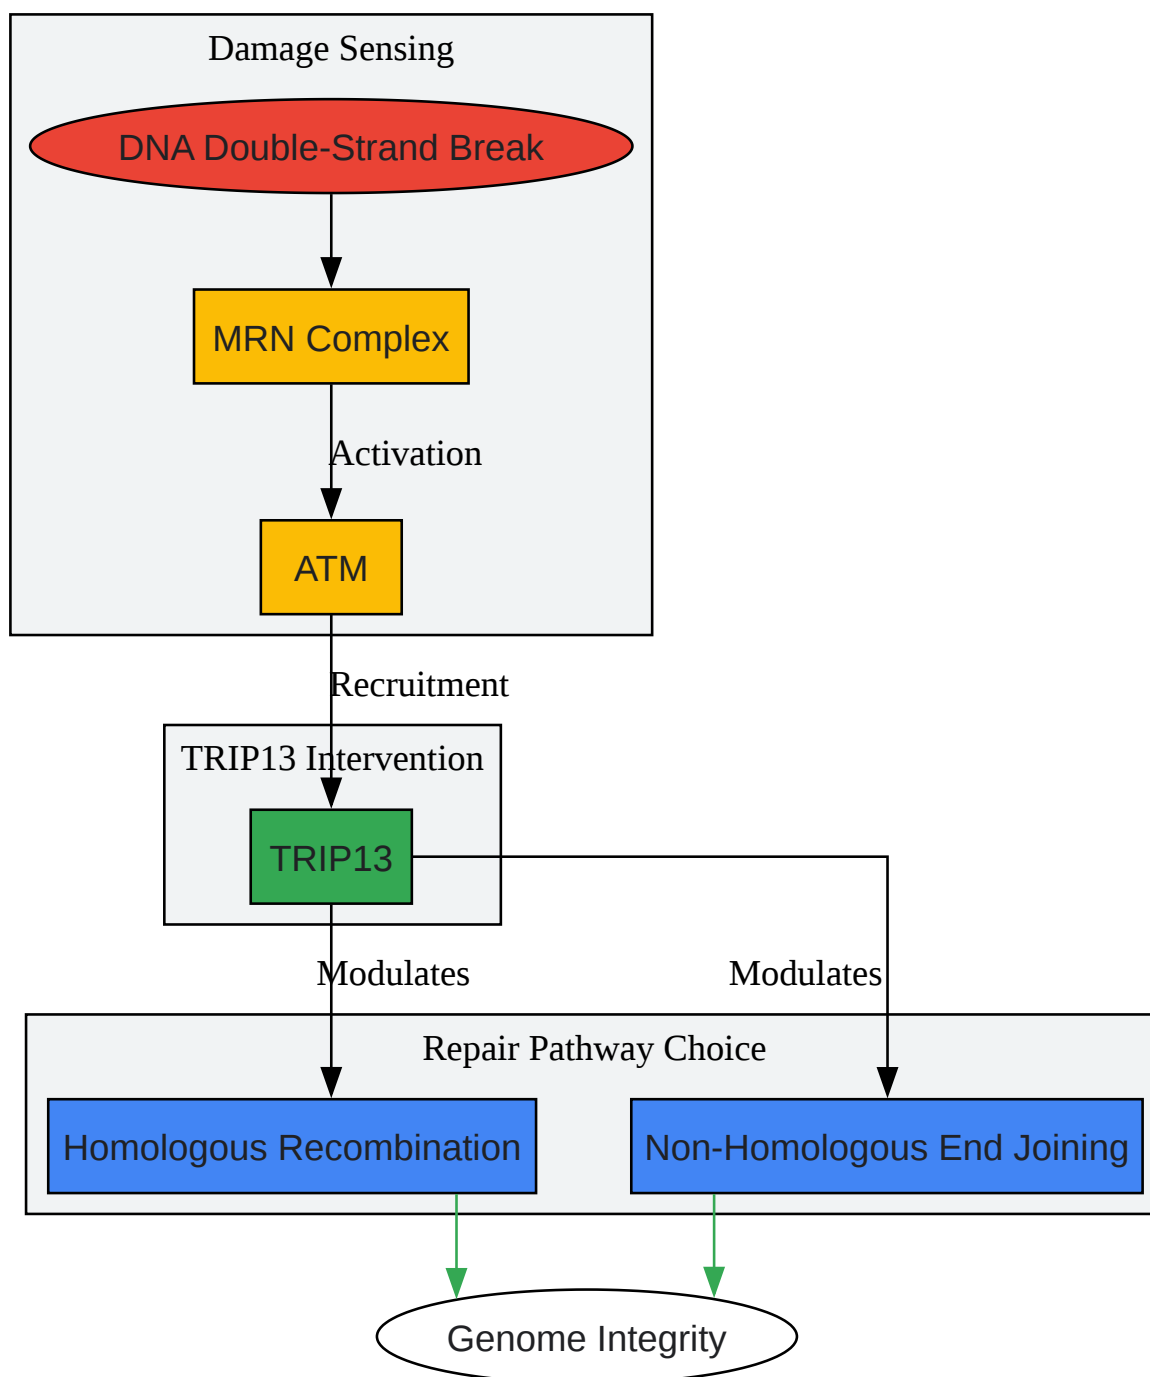 Damage Sensing
DNA Double-Strand Break
MRN Complex
Activation
ATM
Recruitment
TRIP13 Intervention
TRIP13
Modulates
Modulates
Repair Pathway Choice
Homologous Recombination
Non-Homologous End Joining
Genome Integrity